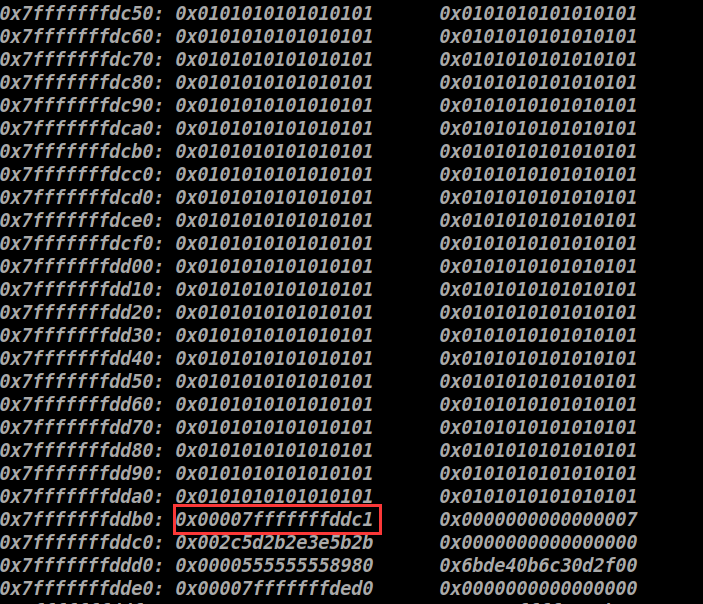 0x7fffffffdc50: 0x0101010101010101 0x0101010101010101
0x7fffffffdc60: 0x0101010101010101 0x0101010101010101
0x7fffffffdc70: 0x0101010101010101 0x0101010101010101
0x7fffffffdc80: 0x0101010101010101 0x0101010101010101
0x7fffffffdc90: 0x0101010101010101 0x0101010101010101
0x7fffffffdca0: 0x0101010101010101 0x0101010101010101
0x7fffffffdcb0: 0x0101010101010101 0x0101010101010101
0x7fffffffdcc0: 0x0101010101010101 0x0101010101010101
0x7fffffffdcd0: 0x0101010101010101 0x0101010101010101
0x7fffffffdce0: 0x0101010101010101 0x0101010101010101
0x7fffffffdcf0: 0x0101010101010101 0x0101010101010101
0x7fffffffdd00: 0x0101010101010101 0x0101010101010101
0x7fffffffdd10: 0x0101010101010101 0x0101010101010101
0x7fffffffdd20: 0x0101010101010101 0x0101010101010101
0x7fffffffdd30: 0x0101010101010101 0x0101010101010101
0x7fffffffdd40: 0x0101010101010101 0x0101010101010101
0x7fffffffdd50: 0x0101010101010101 0x0101010101010101
0x7fffffffdd60: 0x0101010101010101 0x0101010101010101
0x7fffffffdd70: 0x0101010101010101 0x0101010101010101
0x7fffffffdd80: 0x0101010101010101 0x0101010101010101
0x7fffffffdd90: 0x0101010101010101 0x0101010101010101
0x7fffffffdda0: 0x0101010101010101 0x0101010101010101
0x7fffffffddb0: 0x00007fffffffddc1 0x0000000000000007
0x7fffffffddc0: 0x002c5d2b2e3e5b2b 0x0000000000000000
0x7fffffffddd0: 0x0000555555558980 0x6bde40b6c30d2f00
0x7fffffffdde0: 0x00007fffffffded0 0x0000000000000000